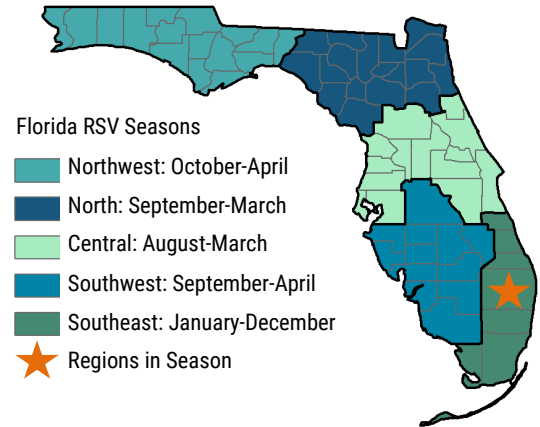 Florida RSV Seasons
Northwest: October-April
North: September-March
Central: August-March
Southwest: September-April
Southeast: January-December
Regions in Season